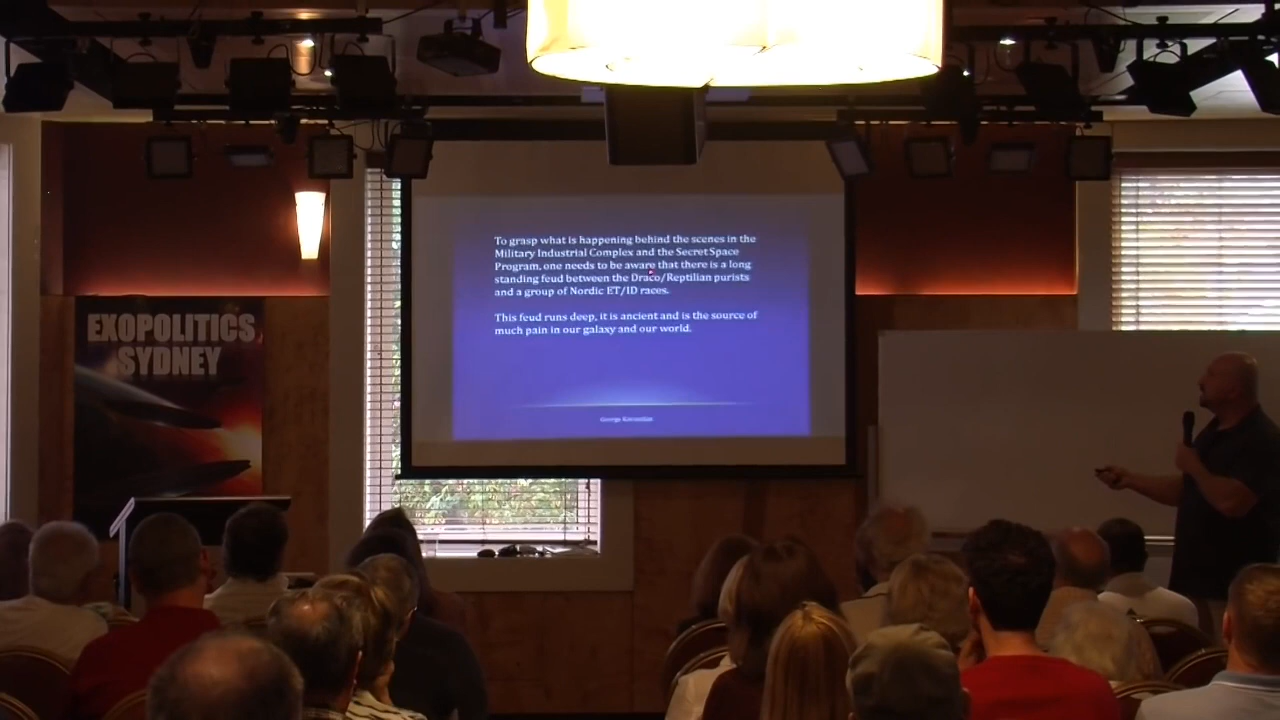 EXOPOLITICS
SYDNEY
To grasp what is happening behind the scenes in the
Military Industrial Complex and the Secret Space
Program, one needs to be aware that there is a long
standing feud between the Draco/Reptilian purists
and a group of Nordic ET/ID races.
This feud runs deep, it is ancient and is the source of
much pain in our galaxy and our world.
George